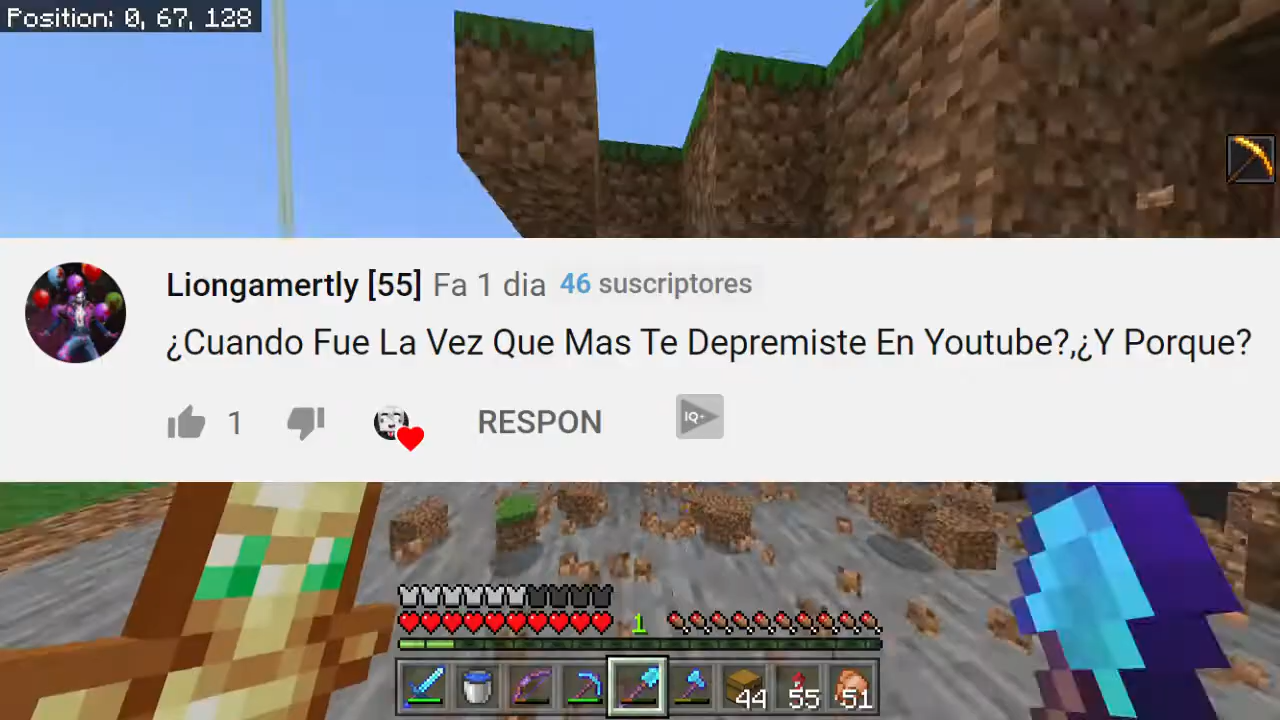 Position: 0, 67, 128
Liongamertly [55] Fa 1 dia 46 suscriptores
¿Cuando Fue La Vez Que Mas Te Depremiste En Youtube?,¿Y Porque?
1 RESPON IQ+
1
44 55 51